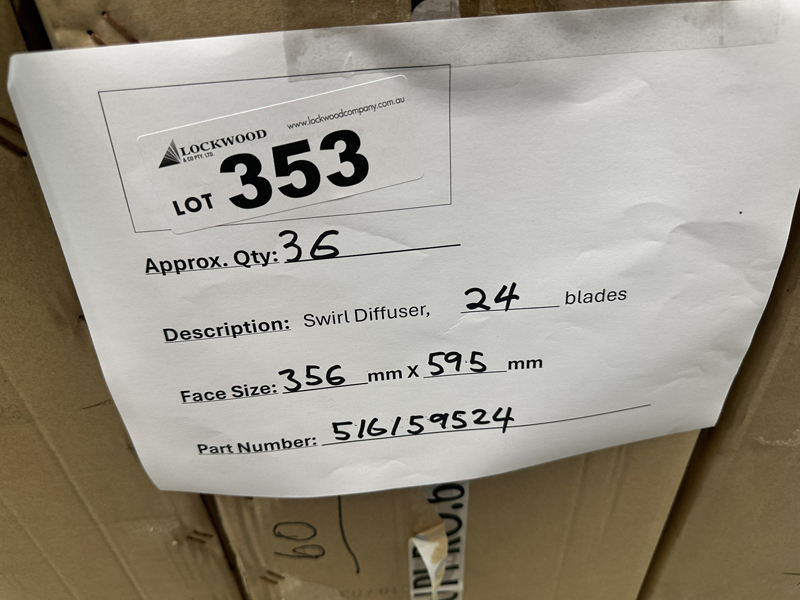 www.lockwoodcompany.com.au
LOCKWOOD
& CO PTY. LTD.
LOT 353
Approx. Qty: 36
Description: Swirl Diffuser, 24 blades
Face Size: 356 mm X 595 mm
Part Number: 516159524
60